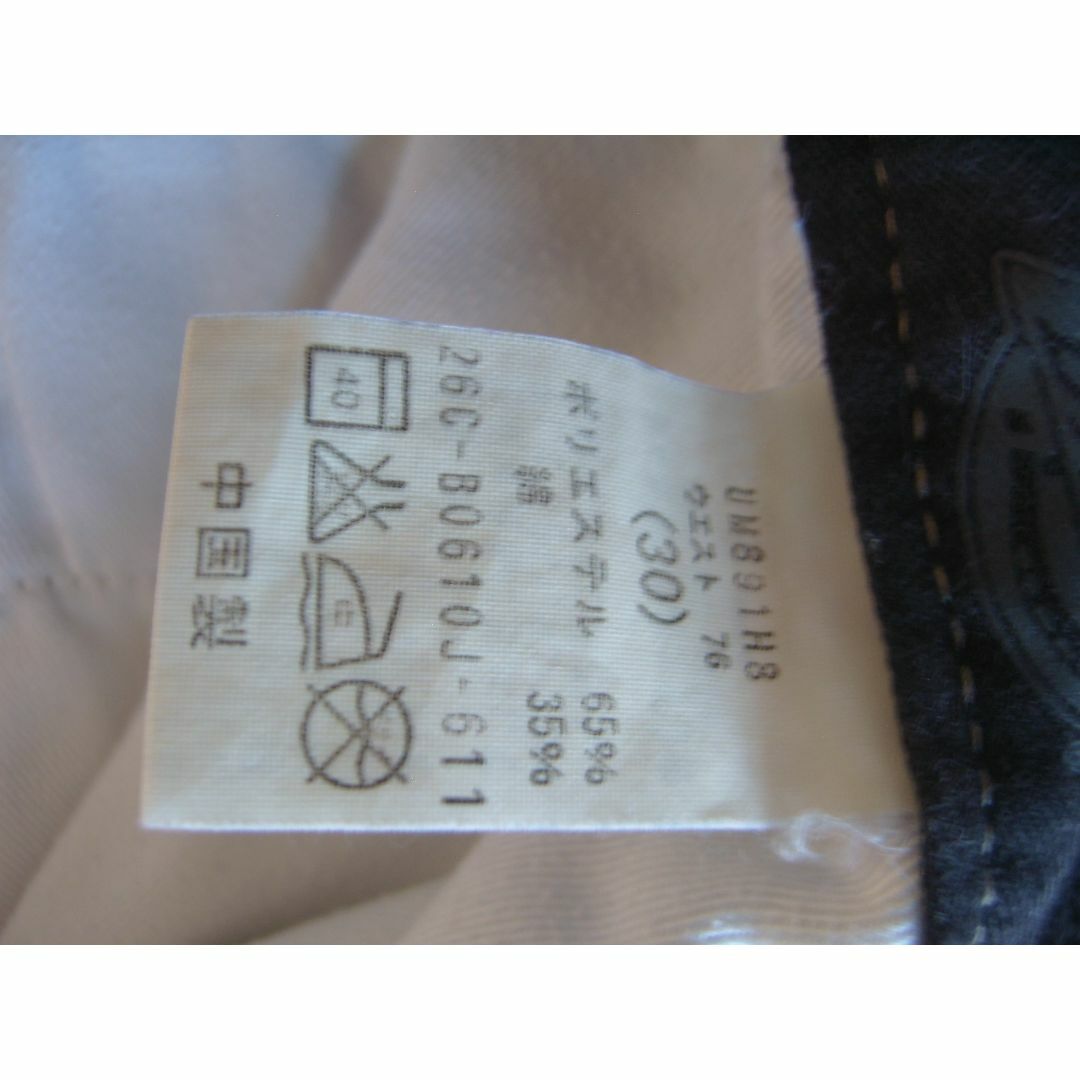 UM891H8
ウエスト 76
(30)
ポリエステル 65%
綿 35%
26C-B0610J-611
40
中国製